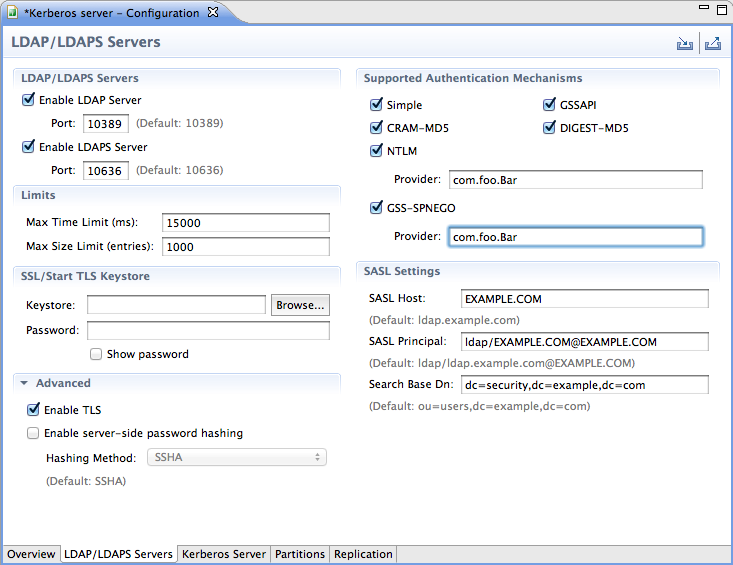 *Kerberos server - Configuration
LDAP/LDAPS Servers
LDAP/LDAPS Servers
Enable LDAP Server
Port: 10389 (Default: 10389)
Enable LDAPS Server
Port: 10636 (Default: 10636)
Limits
Max Time Limit (ms): 15000
Max Size Limit (entries): 1000
SSL/Start TLS Keystore
Keystore: Browse...
Password:
Show password
Advanced
Enable TLS
Enable server-side password hashing
Hashing Method: SSHA
(Default: SSHA)
Supported Authentication Mechanisms
Simple GSSAPI
CRAM-MD5 DIGEST-MD5
NTLM
Provider: com.foo.Bar
GSS-SPNEGO
Provider: com.foo.Bar
SASL Settings
SASL Host: EXAMPLE.COM
(Default: ldap.example.com)
SASL Principal: ldap/EXAMPLE.COM@EXAMPLE.COM
(Default: ldap/ldap.example.com@EXAMPLE.COM)
Search Base Dn: dc=security,dc=example,dc=com
(Default: ou=users,dc=example,dc=com)
Overview LDAP/LDAPS Servers Kerberos Server Partitions Replication